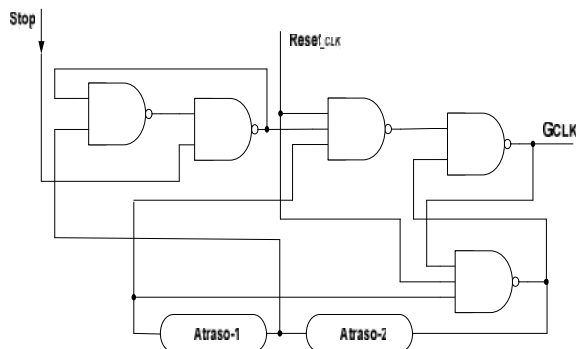 Stop
Reset_CLK
GCLK
Atraso-1
Atraso-2